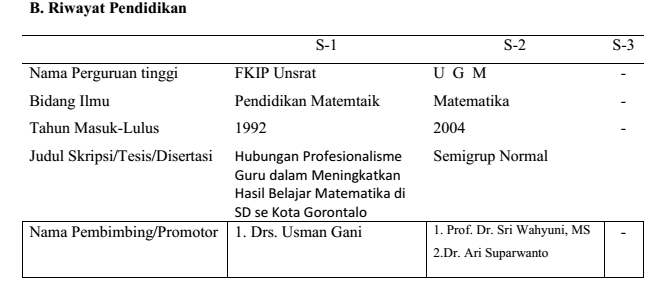 B. Riwayat Pendidikan
S-1 S-2 S-3
Nama Perguruan tinggi FKIP Unsrat U G M -
Bidang Ilmu Pendidikan Matemtaik Matematika -
Tahun Masuk-Lulus 1992 2004 -
Judul Skripsi/Tesis/Disertasi Hubungan Profesionalisme Semigrup Normal
Guru dalam Meningkatkan
Hasil Belajar Matematika di
SD se Kota Gorontalo
Nama Pembimbing/Promotor 1. Drs. Usman Gani 1. Prof. Dr. Sri Wahyuni, MS -
2.Dr. Ari Suparwanto